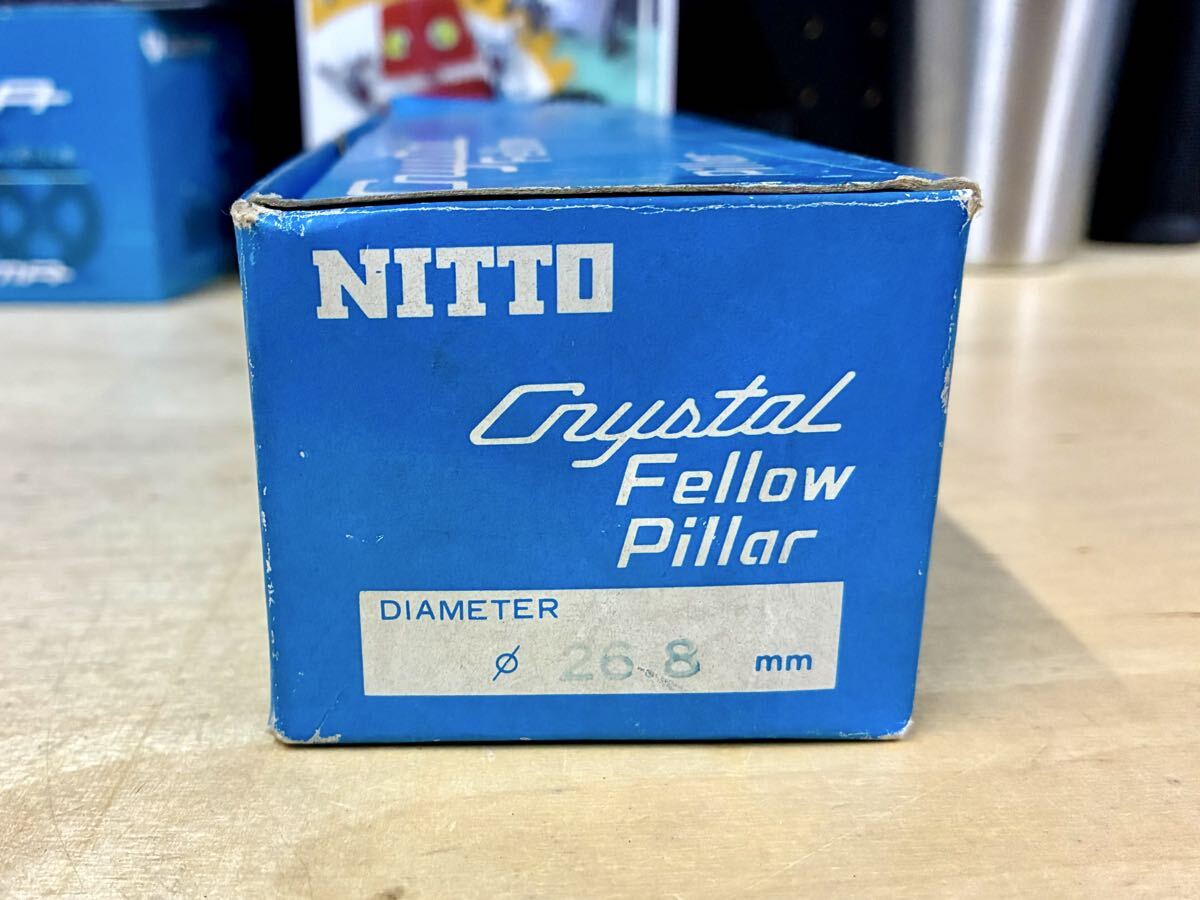 NITTO
Crystal
Fellow
Pillar
DIAMETER
ø 26.8 mm